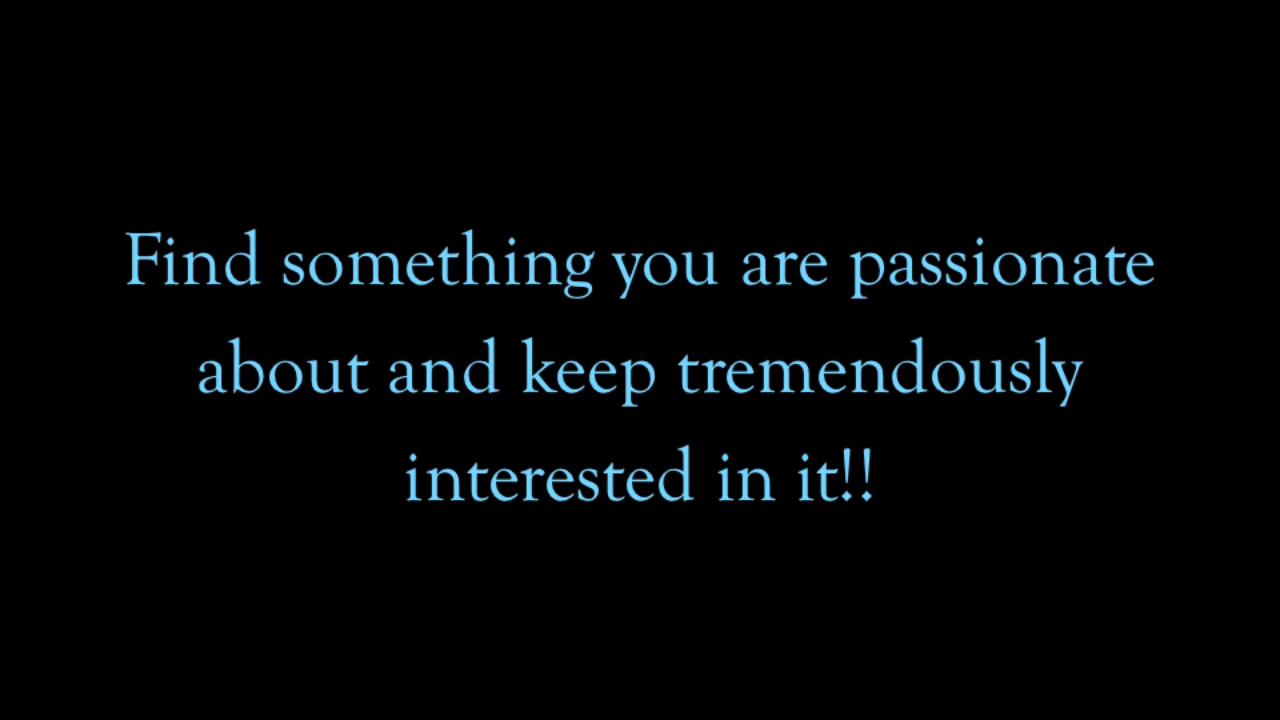 Find something you are passionate
about and keep tremendously
interested in it!!